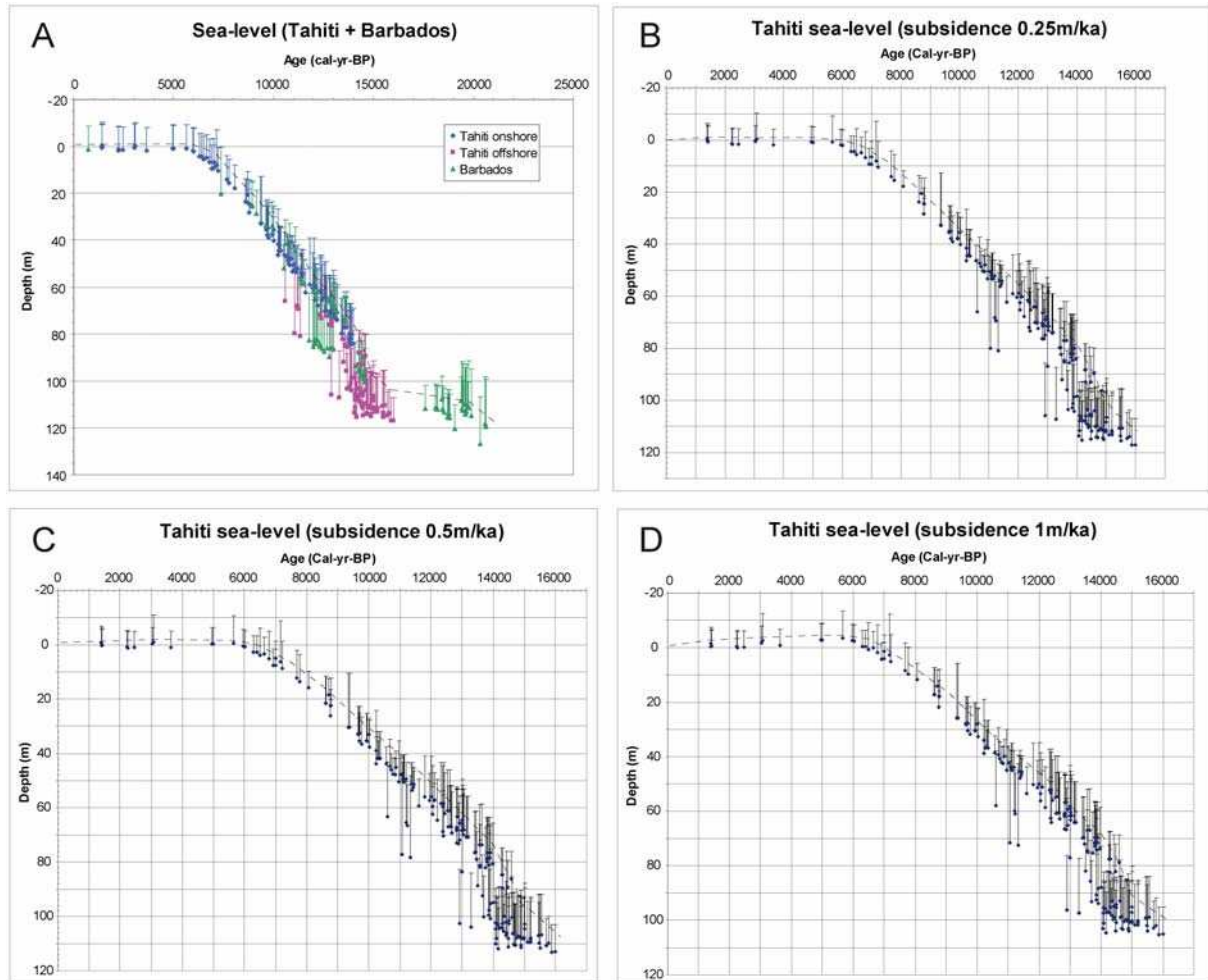 A
Sea-level (Tahiti + Barbados)
Age (cal-yr-BP)
0 5000 10000 15000 20000 25000
-20
0
20
40
60
80
100
120
140
Depth (m)
Tahiti onshore
Tahiti offshore
Barbados
B
Tahiti sea-level (subsidence 0.25m/ka)
Age (Cal-yr-BP)
0 2000 4000 6000 8000 10000 12000 14000 16000
-20
0
20
40
60
80
100
120
Depth (m)
C
Tahiti sea-level (subsidence 0.5m/ka)
Age (Cal-yr-BP)
0 2000 4000 6000 8000 10000 12000 14000 16000
-20
0
20
40
60
80
100
120
Depth (m)
D
Tahiti sea-level (subsidence 1m/ka)
Age (Cal-yr-BP)
0 2000 4000 6000 8000 10000 12000 14000 16000
-20
0
20
40
60
80
100
120
Depth (m)